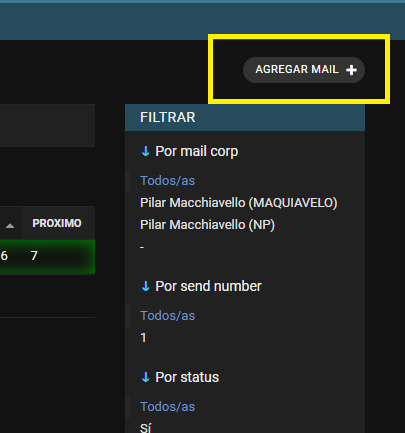 AGREGAR MAIL
FILTRAR
Por mail corp
Todos/as
Pilar Macchiavello (MAQUIAVELO)
Pilar Macchiavello (NP)
-
PROXIMO
6 7
Por send number
Todos/as
1
Por status
Todos/as
Sí